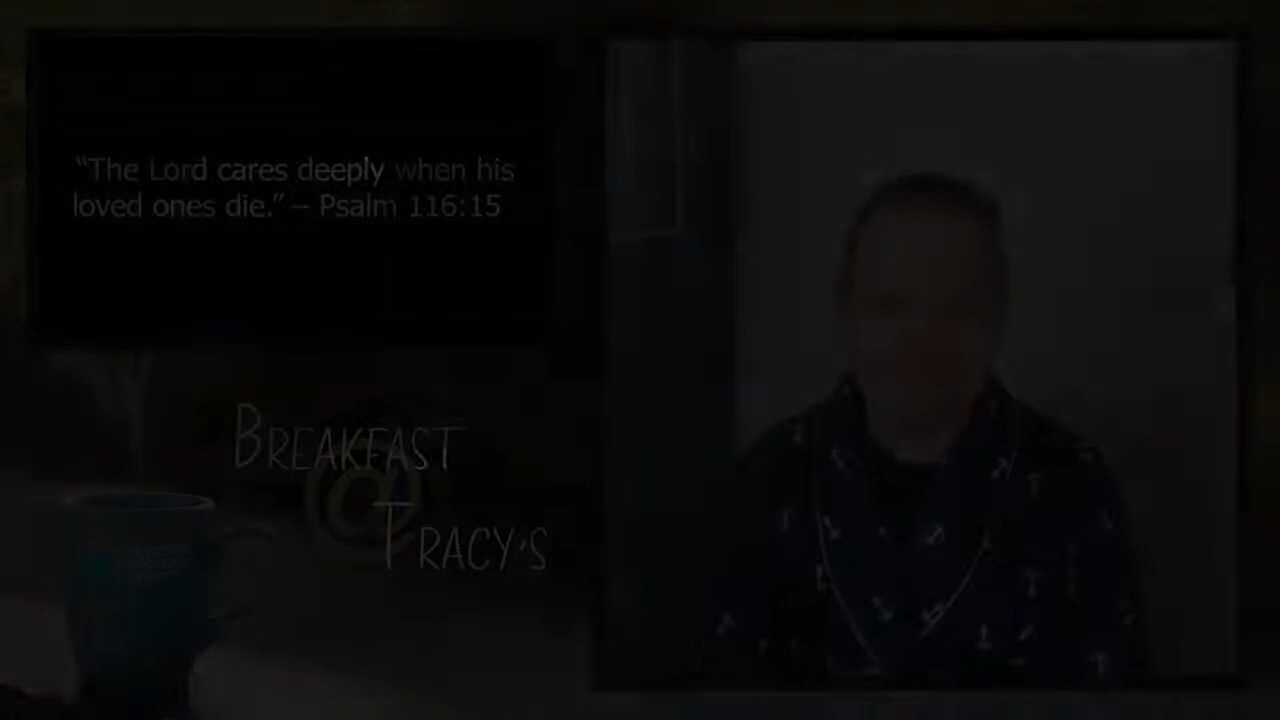 “The Lord cares deeply when his
loved ones die.” – Psalm 116:15
BREAKFAST
@
TRACY'S